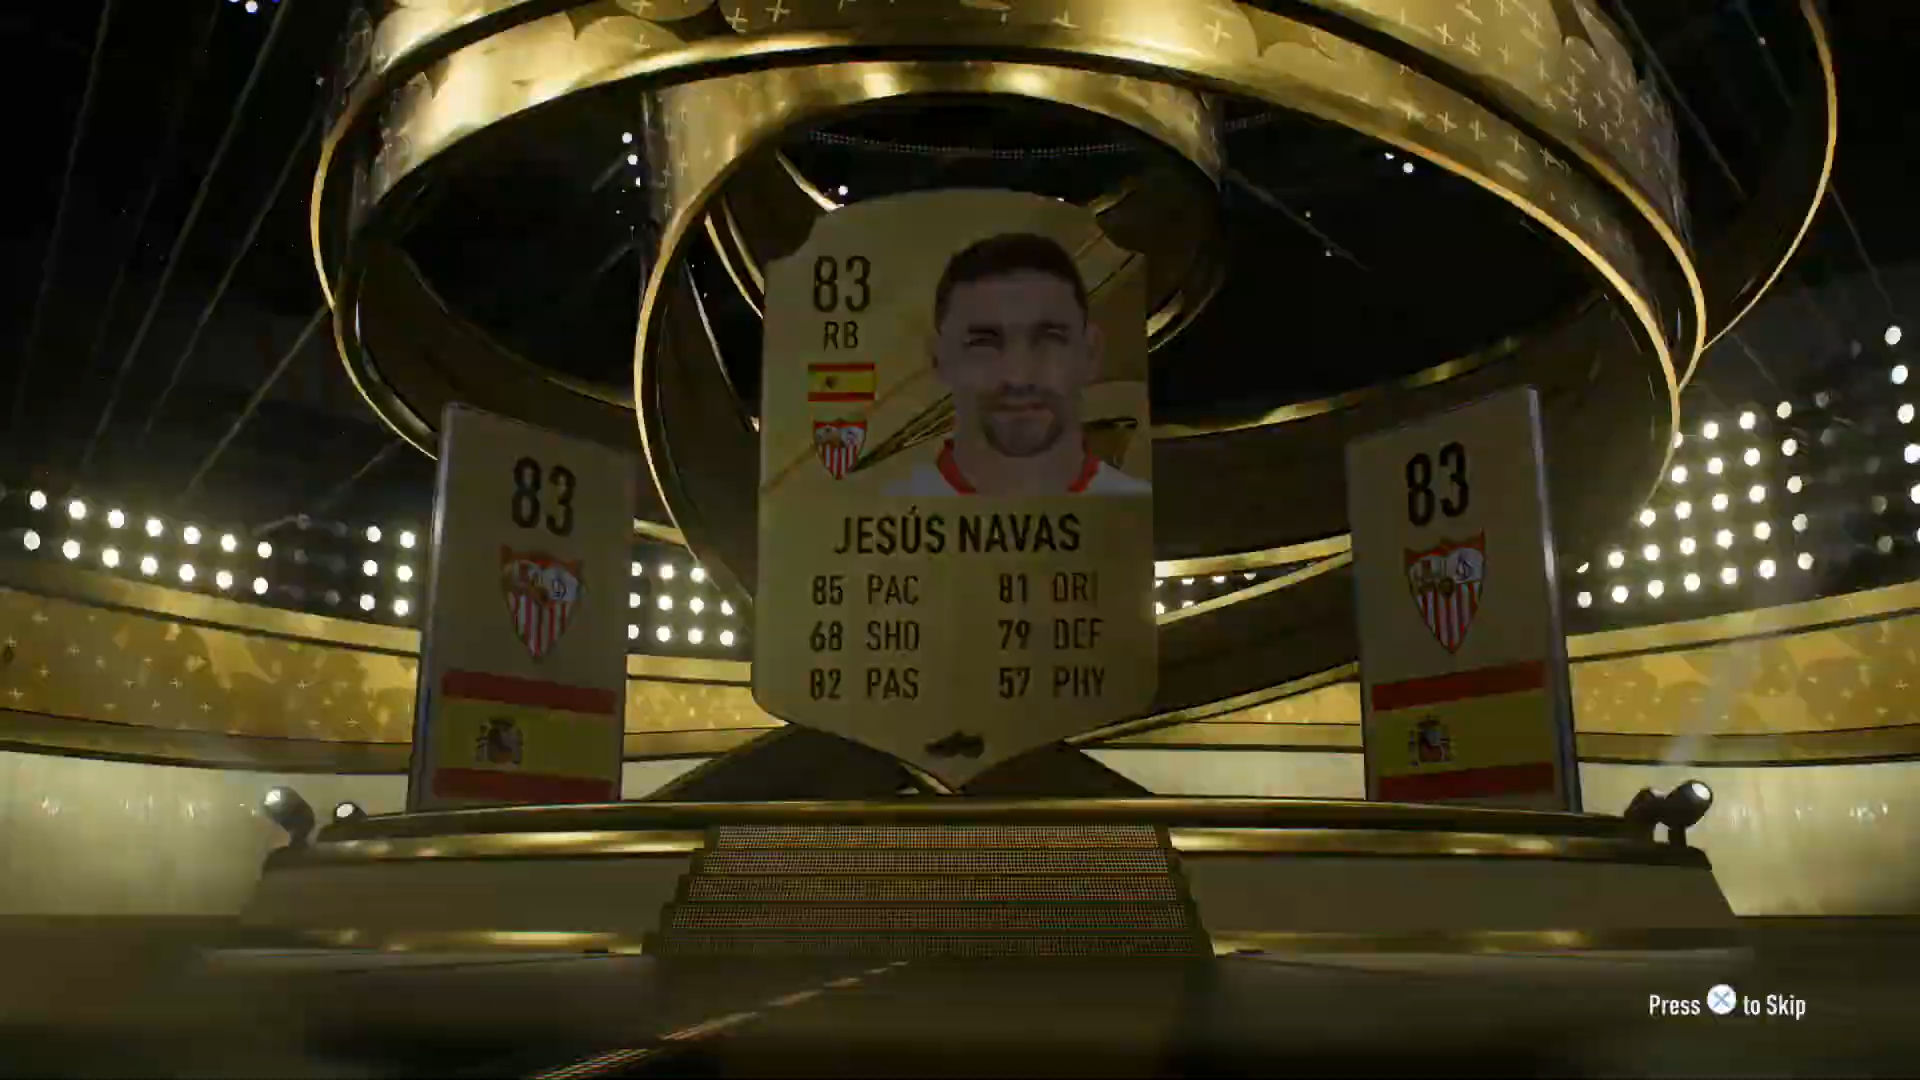 83
RB
JESÚS NAVAS
85 PAC 81 DRI
68 SHO 79 DEF
82 PAS 57 PHY
83
83
Press to Skip